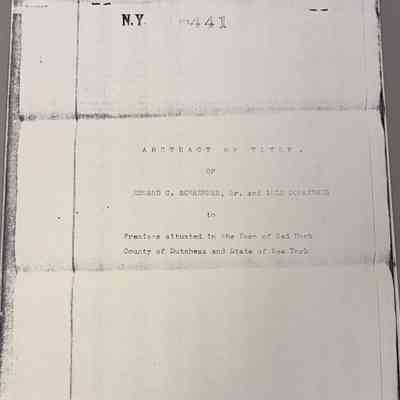 N.Y. 441
ABSTRACT OF TITLE.
OF
Sr. and
to
Premises situated in the Town of Red Hook
County of Dutchess and State of New York